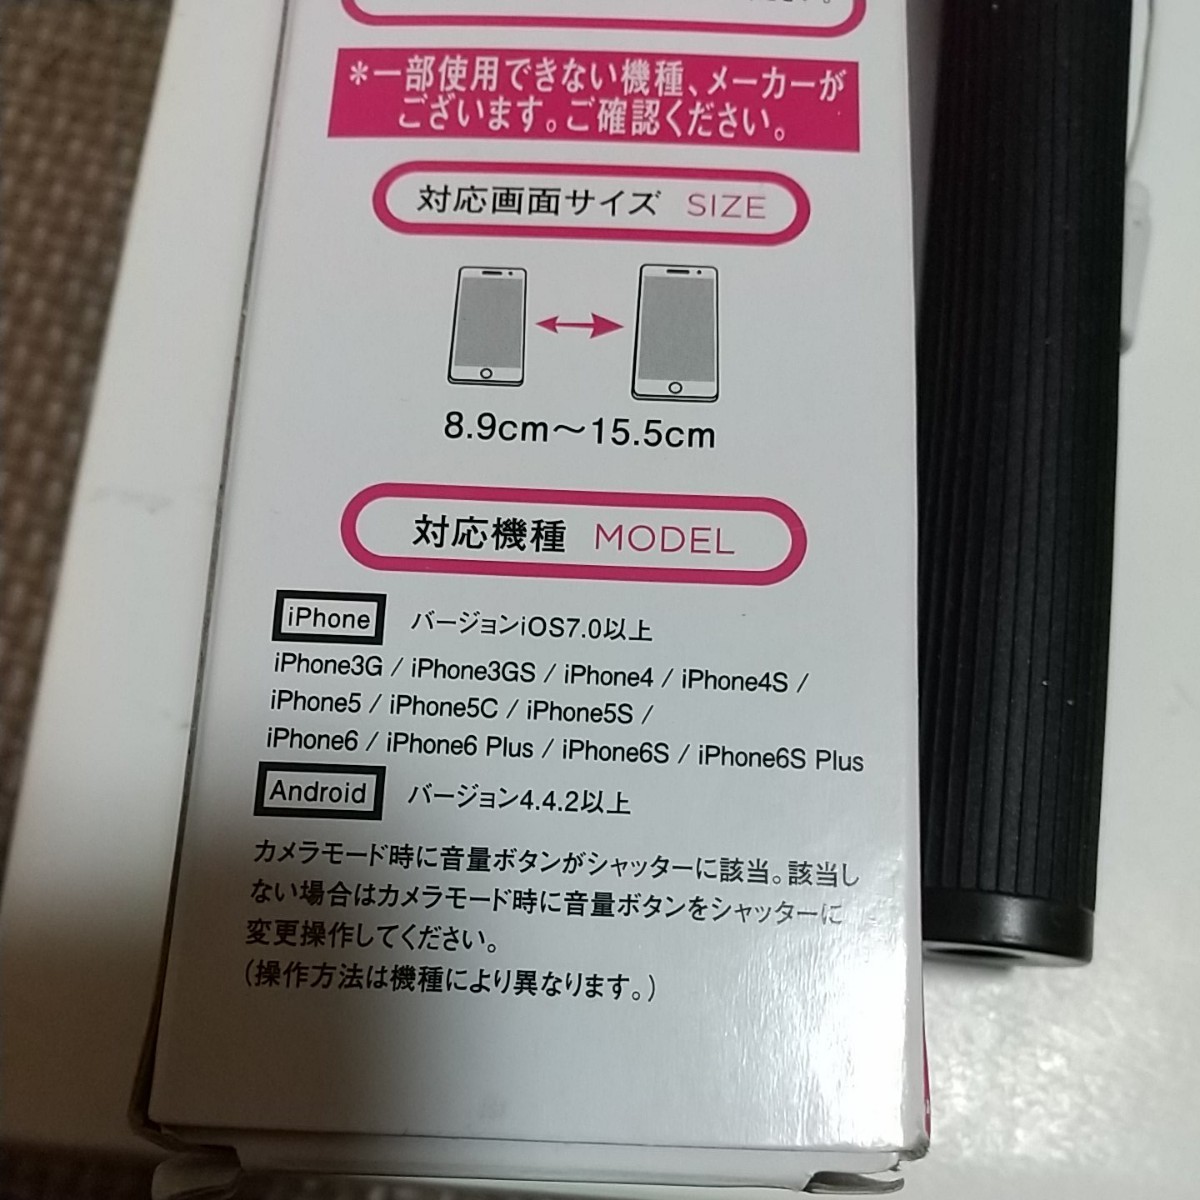 ＊一部使用できない機種、メーカーが
ございます。ご確認ください。
対応画面サイズ SIZE
8.9cm〜15.5cm
対応機種 MODEL
iPhone バージョンiOS7.0以上
iPhone3G / iPhone3GS / iPhone4 / iPhone4S /
iPhone5 / iPhone5C / iPhone5S /
iPhone6 / iPhone6 Plus / iPhone6S / iPhone6S Plus
Android バージョン4.4.2以上
カメラモード時に音量ボタンがシャッターに該当。該当し
ない場合はカメラモード時に音量ボタンをシャッターに
変更操作してください。
(操作方法は機種により異なります。)